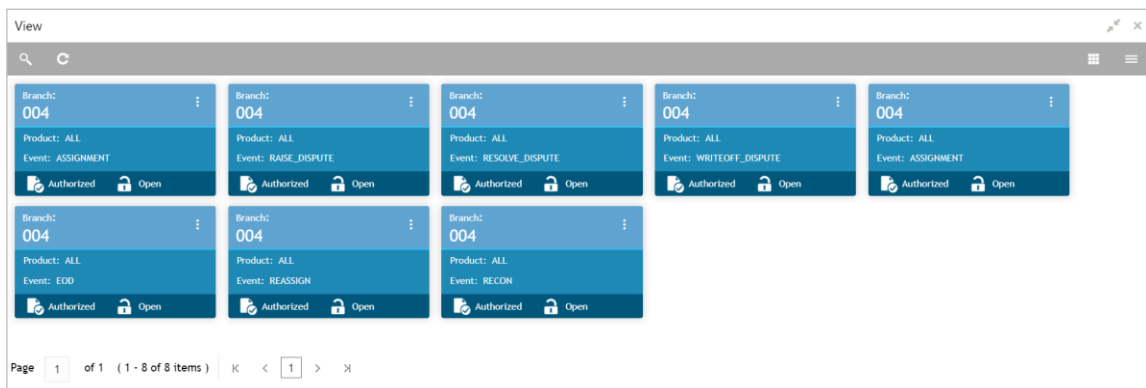 View
Branch:
004
Product: ALL
Event: ASSIGNMENT
Authorized Open
Branch:
004
Product: ALL
Event: RAISE_DISPUTE
Authorized Open
Branch:
004
Product: ALL
Event: RESOLVE_DISPUTE
Authorized Open
Branch:
004
Product: ALL
Event: WRITEOFF_DISPUTE
Authorized Open
Branch:
004
Product: ALL
Event: ASSIGNMENT
Authorized Open
Branch:
004
Product: ALL
Event: EOD
Authorized Open
Branch:
004
Product: ALL
Event: REASSIGN
Authorized Open
Branch:
004
Product: ALL
Event: RECON
Authorized Open
Page 1 of 1 ( 1 - 8 of 8 items ) 1